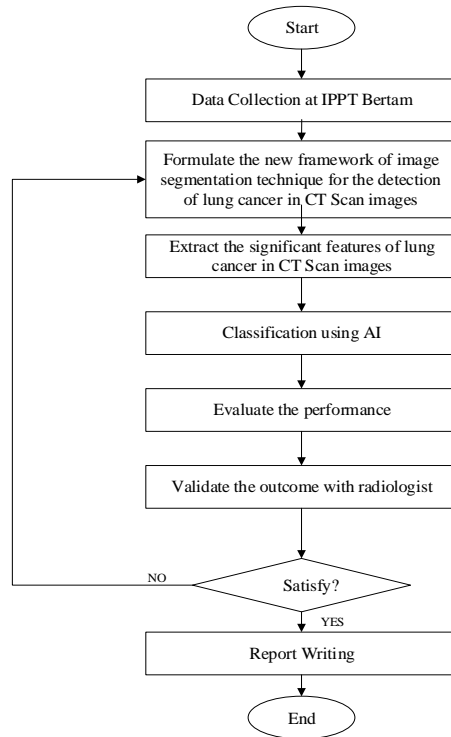 Start
Data Collection at IPPT Bertam
Formulate the new framework of image
segmentation technique for the detection
of lung cancer in CT Scan images
Extract the significant features of lung
cancer in CT Scan images
Classification using AI
Evaluate the performance
Validate the outcome with radiologist
NO
Satisfy?
YES
Report Writing
End